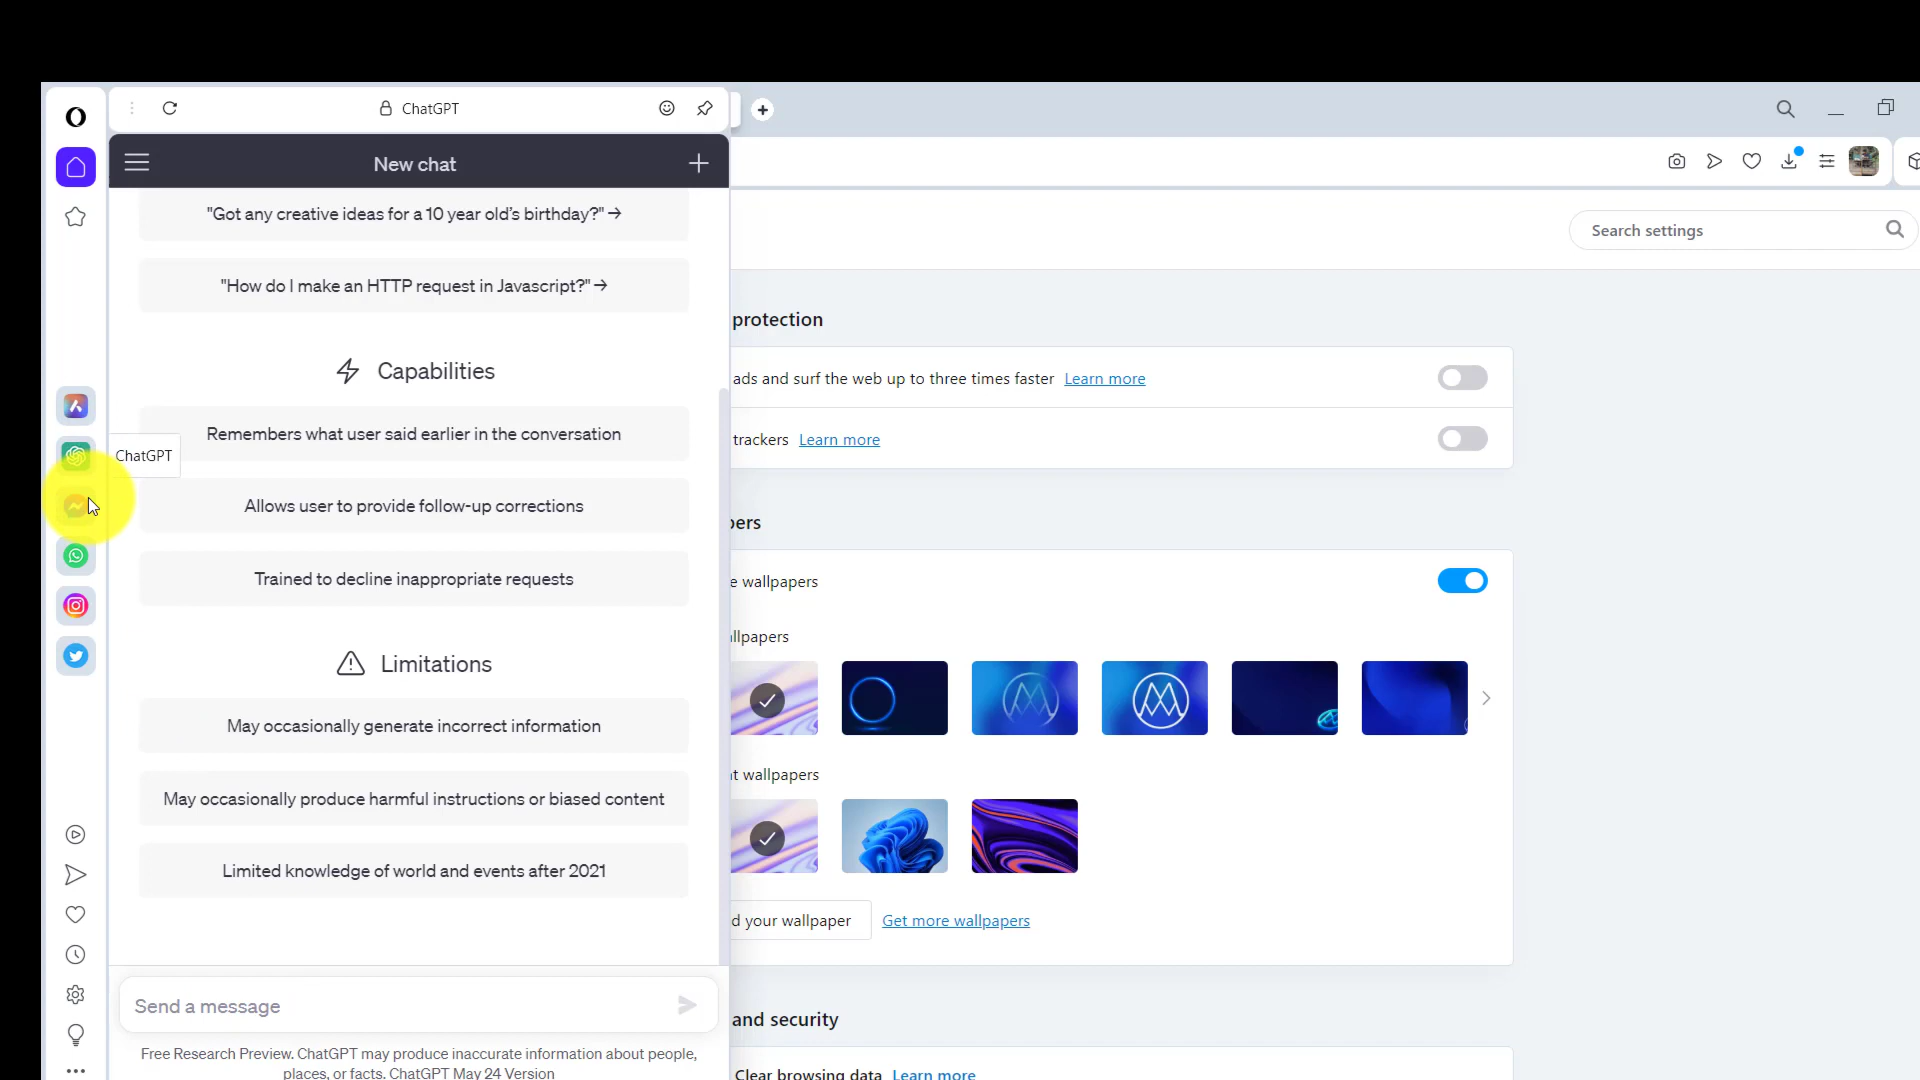 ChatGPT
New chat
"Got any creative ideas for a 10 year old's birthday?" →
"How do I make an HTTP request in Javascript?" →
Capabilities
Remembers what user said earlier in the conversation
ChatGPT
Allows user to provide follow-up corrections
Trained to decline inappropriate requests
Limitations
May occasionally generate incorrect information
May occasionally produce harmful instructions or biased content
Limited knowledge of world and events after 2021
Send a message
Free Research Preview. ChatGPT may produce inaccurate information about people,
places, or facts. ChatGPT May 24 Version
Search settings
protection
ads and surf the web up to three times faster Learn more
trackers Learn more
wallpapers
Get more wallpapers
t wallpapers
d your wallpaper
and security
Clear browsing data Learn more